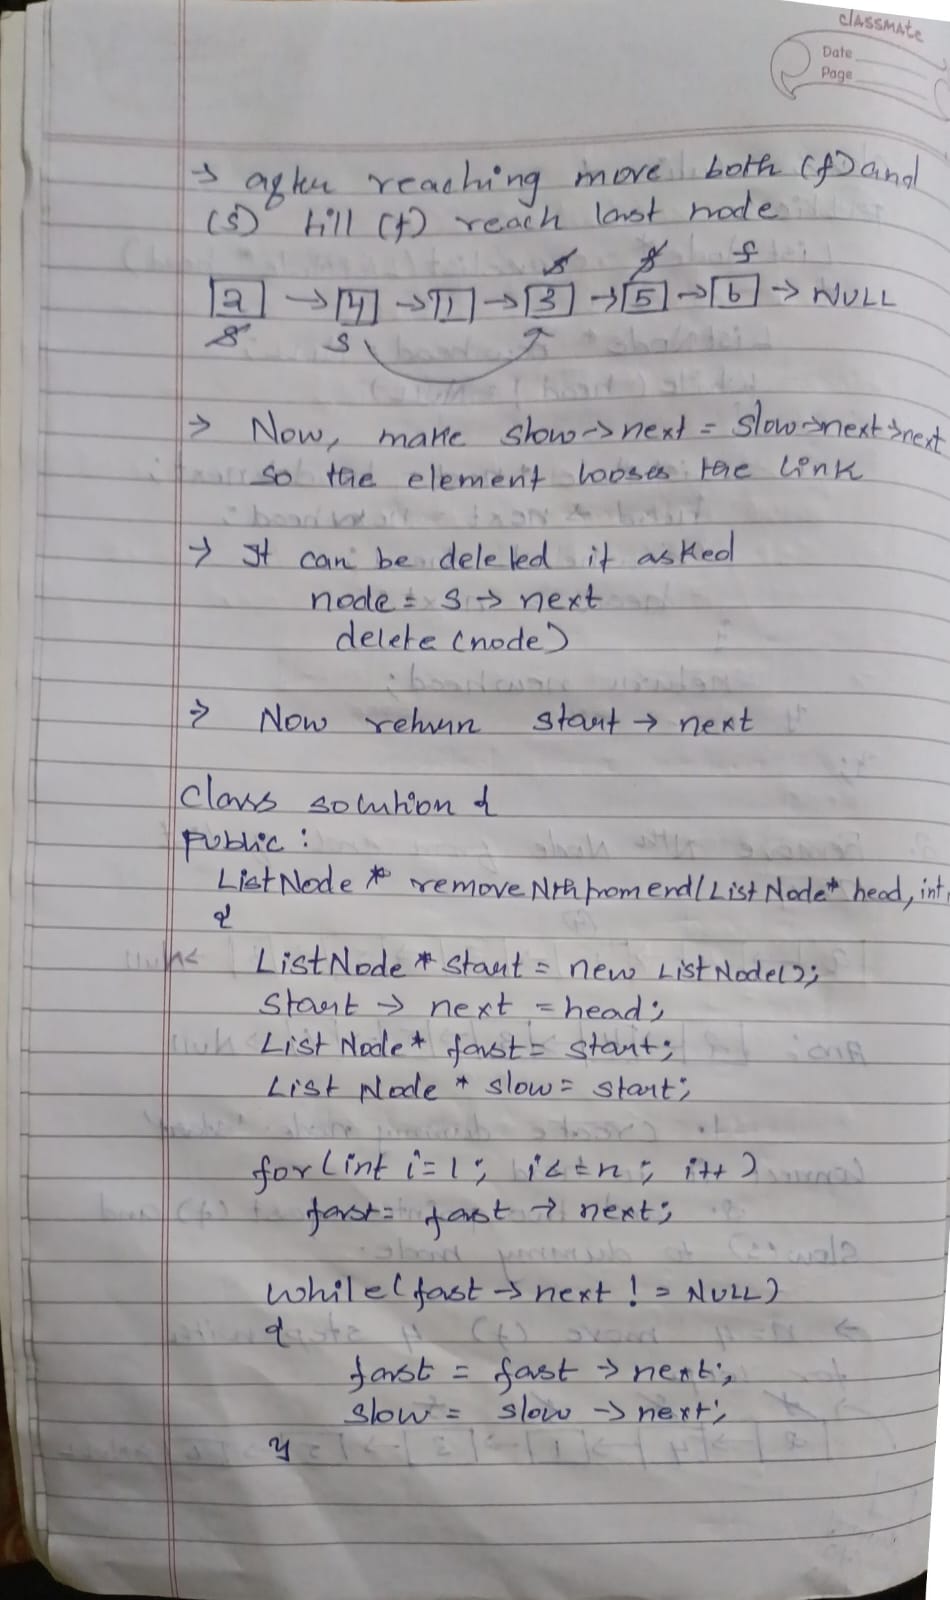 classmate
Date
Page
→ after reaching move both (f) and
(s) till (f) reach last node
s f f
[2] → [4] → [1] → [3] → [5] → [6] → NULL
s s
→ Now, make slow→next = slow→next→next
so the element looses the link
→ It can be deleted if asked
node = s → next
delete (node)
→ Now return start → next
class solution {
public:
ListNode * removeNthfromend(ListNode* head, int
{
ListNode * start = new ListNode();
start → next = head;
List Node* fast = start;
List Node * slow = start;
for (int i=1; i<=n; i++)
fast = fast → next;
while (fast → next != NULL)
{
fast = fast → next;
slow = slow → next;
}